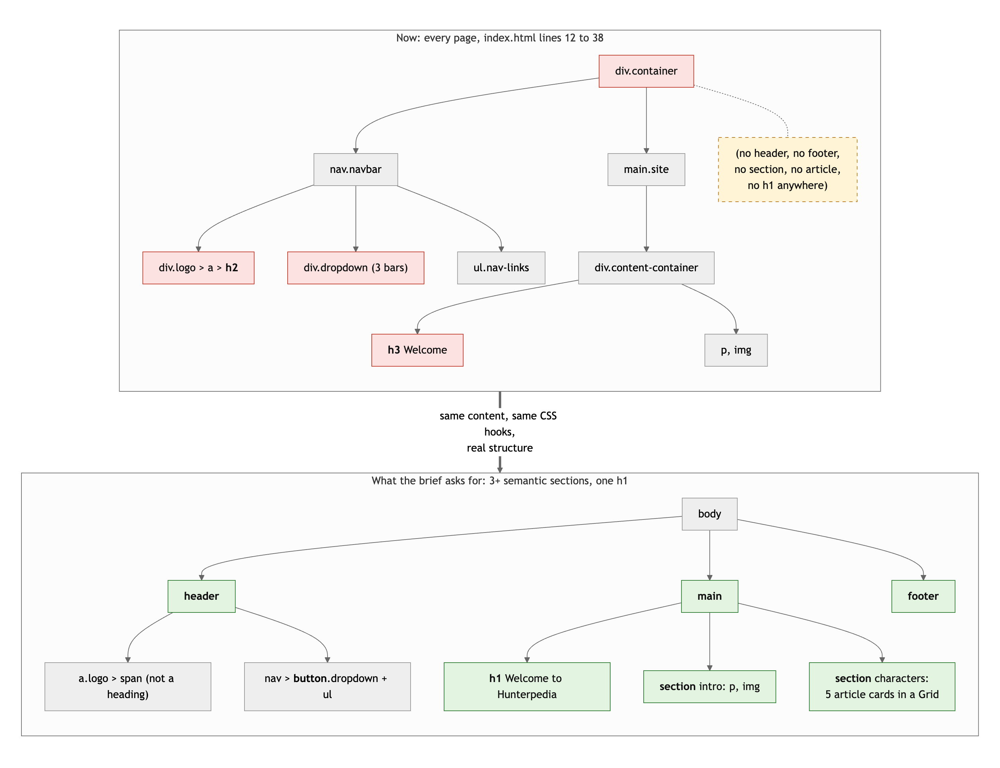 Now: every page, index.html lines 12 to 38
div.container
nav.navbar
main.site
(no header, no footer,
no section, no article,
no h1 anywhere)
div.logo > a > h2
div.dropdown (3 bars)
ul.nav-links
div.content-container
h3 Welcome
p, img
same content, same CSS
hooks,
real structure
What the brief asks for: 3+ semantic sections, one h1
body
header
main
footer
a.logo > span (not a
heading)
nav > button.dropdown +
ul
h1 Welcome to
Hunterpedia
section intro: p, img
section characters:
5 article cards in a Grid